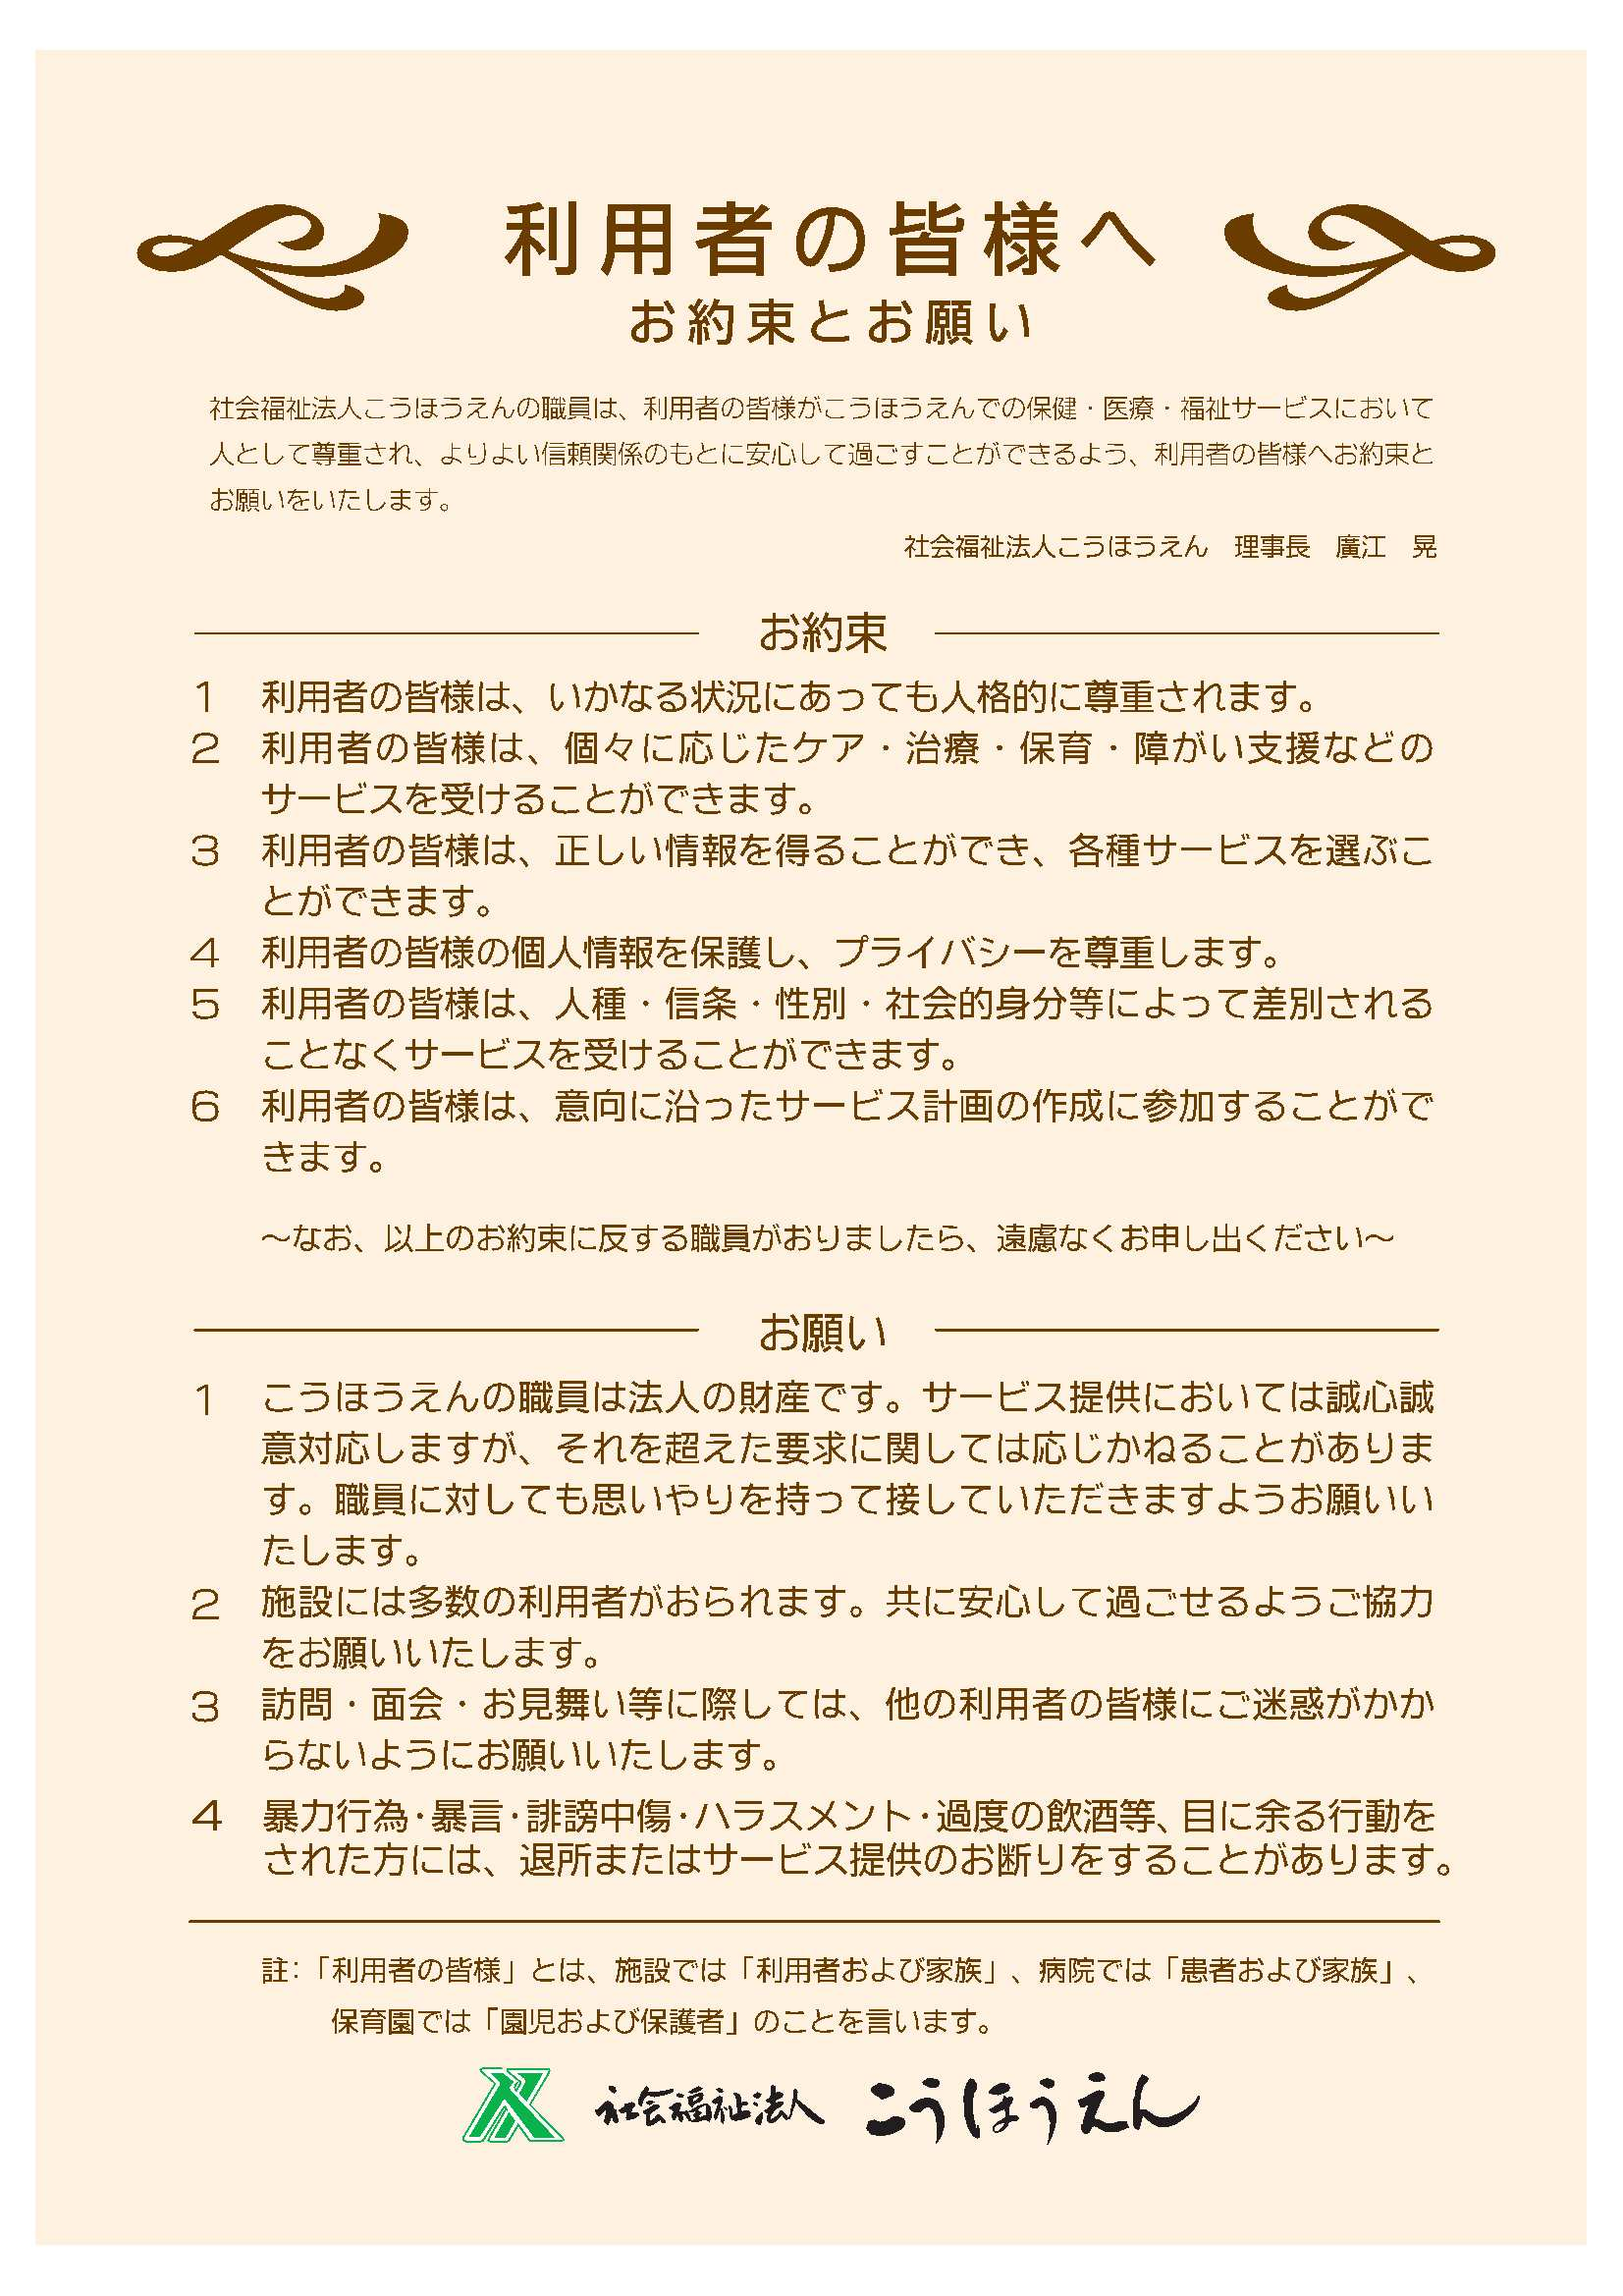 利用者の皆様へ
お約束とお願い
社会福祉法人こうほうえんの職員は、利用者の皆様がこうほうえんでの保健・医療・福祉サービスにおいて
人として尊重され、よりよい信頼関係のもとに安心して過ごすことができるよう、利用者の皆様へお約束と
お願いをいたします。
社会福祉法人こうほうえん　理事長　廣江　晃
お約束
1　利用者の皆様は、いかなる状況にあっても人格的に尊重されます。
2　利用者の皆様は、個々に応じたケア・治療・保育・障がい支援などの
サービスを受けることができます。
3　利用者の皆様は、正しい情報を得ることができ、各種サービスを選ぶこ
とができます。
4　利用者の皆様の個人情報を保護し、プライバシーを尊重します。
5　利用者の皆様は、人種・信条・性別・社会的身分等によって差別される
ことなくサービスを受けることができます。
6　利用者の皆様は、意向に沿ったサービス計画の作成に参加することがで
きます。
～なお、以上のお約束に反する職員がおりましたら、遠慮なくお申し出ください～
お願い
1　こうほうえんの職員は法人の財産です。サービス提供においては誠心誠
意対応しますが、それを超えた要求に関しては応じかねることがありま
す。職員に対しても思いやりを持って接していただきますようお願いい
たします。
2　施設には多数の利用者がおられます。共に安心して過ごせるようご協力
をお願いいたします。
3　訪問・面会・お見舞い等に際しては、他の利用者の皆様にご迷惑がかか
らないようにお願いいたします。
4　暴力行為・暴言・誹謗中傷・ハラスメント・過度の飲酒等、目に余る行動を
された方には、退所またはサービス提供のお断りをすることがあります。
註：「利用者の皆様」とは、施設では「利用者および家族」、病院では「患者および家族」、
保育園では「園児および保護者」のことを言います。
社会福祉法人 こうほうえん